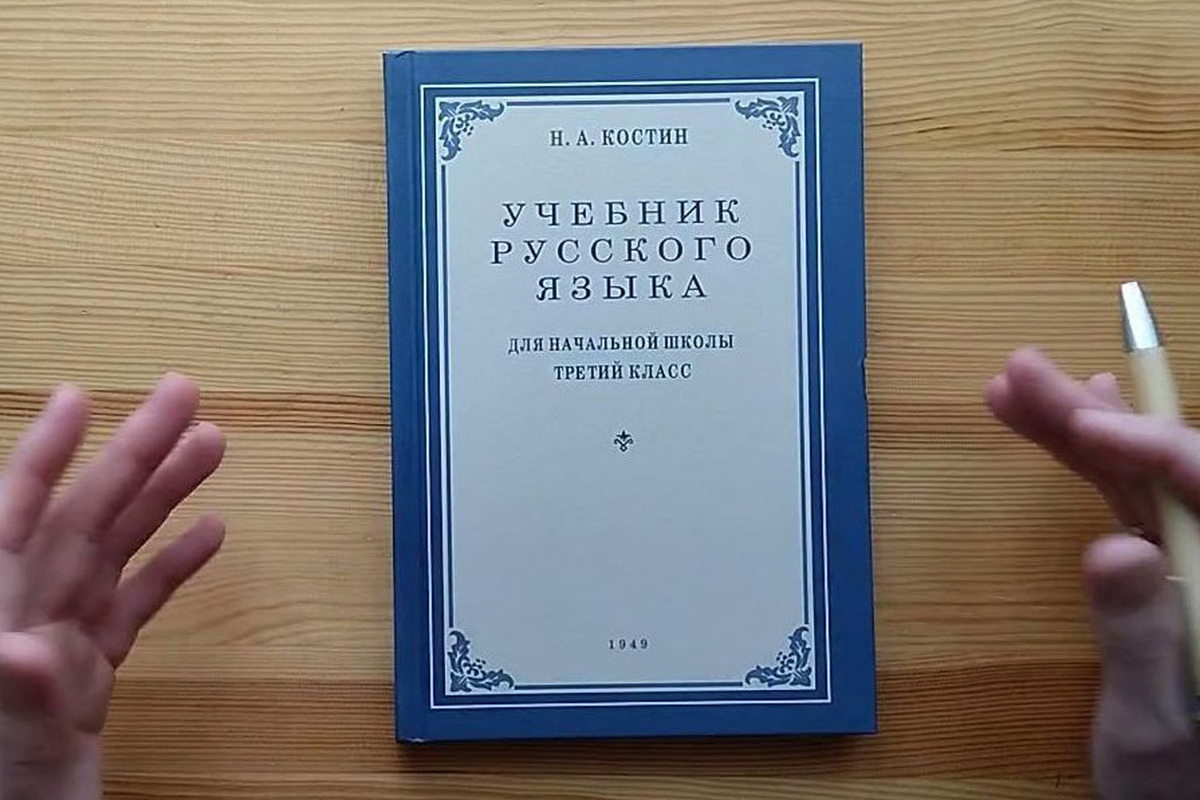 Н. А. КОСТИН
УЧЕБНИК
РУССКОГО
ЯЗЫКА
ДЛЯ НАЧАЛЬНОЙ ШКОЛЫ
ТРЕТИЙ КЛАСС
1949